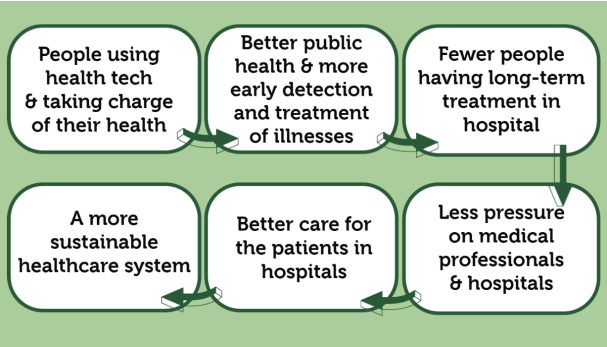 People using
health tech
& taking charge
of their health
Better public
health & more
early detection
and treatment
of illnesses
Fewer people
having long-term
treatment in
hospital
Less pressure
on medical
professionals
& hospitals
Better care for
the patients in
hospitals
A more
sustainable
healthcare system